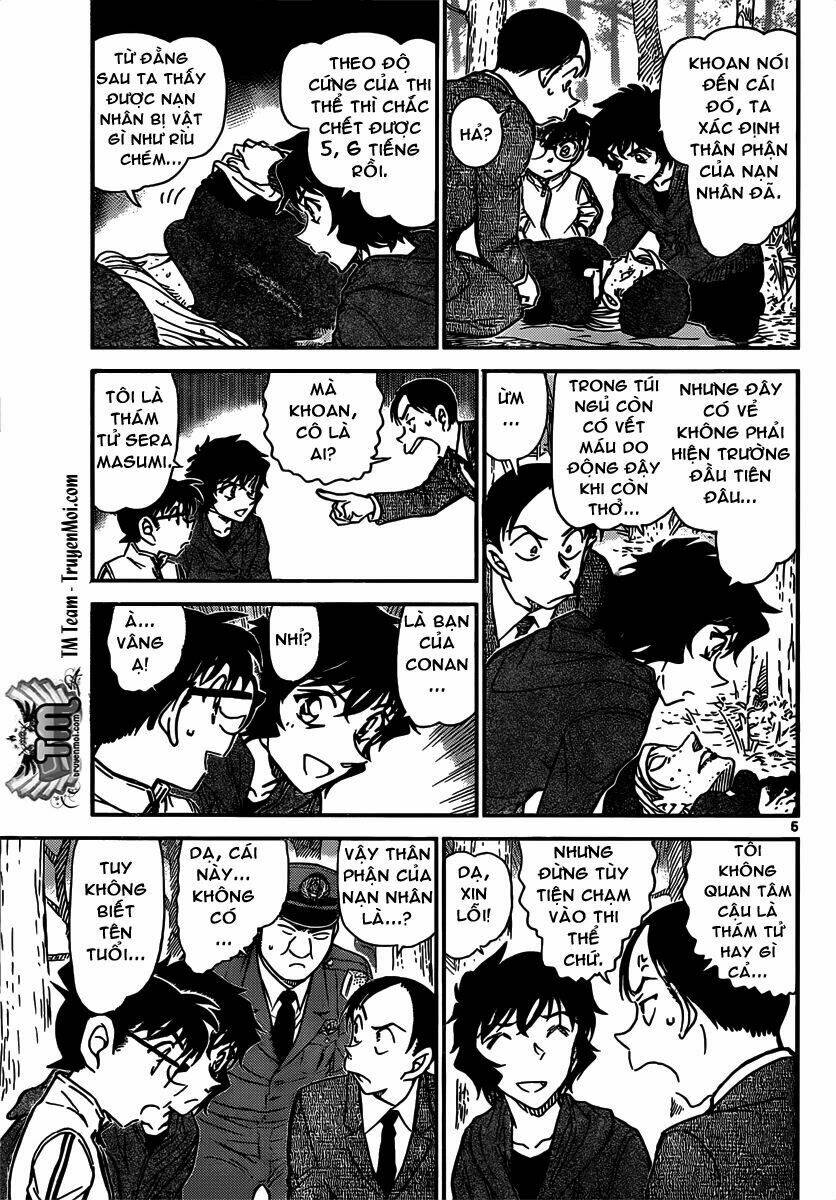 KHOAN NÓI
ĐẾN CÁI
ĐÓ, TA
XÁC ĐỊNH
THÂN PHẬN
CỦA NẠN
NHÂN ĐÃ.
HẢ?
THEO ĐỘ
CỨNG CỦA THI
THỂ THÌ CHẮC
CHẾT ĐƯỢC
5, 6 TIẾNG
RỒI.
TỪ ĐẰNG
SAU TA THẤY
ĐƯỢC NẠN
NHÂN BỊ VẬT
GÌ NHƯ RÌU
CHÉM...
NHƯNG ĐÂY
CÓ VẺ
KHÔNG PHẢI
HIỆN TRƯỜNG
ĐẦU TIÊN
ĐÂU...
TRONG TÚI
NGỦ CÒN
CÓ VẾT
MÁU DO
ĐỘNG ĐẬY
KHI CÒN
THỞ...
ỪM
...
MÀ
KHOAN,
CÔ LÀ
AI?
TÔI LÀ
THÁM
TỬ SERA
MASUMI.
LÀ BẠN
CỦA
CONAN
...
NHỈ?
À...
VÂNG
Ạ!
5
TÔI
KHÔNG
QUAN TÂM
CẬU LÀ
THÁM TỬ
HAY GÌ
CẢ...
NHƯNG
ĐỪNG TÙY
TIỆN CHẠM
VÀO THI
THỂ
CHỨ.
DẠ,
XIN
LỖI!
VẬY THÂN
PHẬN CỦA
NẠN NHÂN
LÀ...?
DẠ, CÁI
NÀY...
KHÔNG
CÓ
...
TUY
KHÔNG
BIẾT
TÊN
TUỔI...
TM Team - TruyenMoi.com
TM
truyenmoi.com